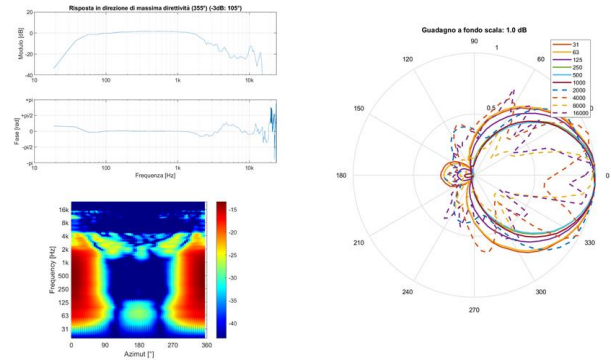 Risposta in direzione di massima direttività (355°) (-3dB: 105°)
Modulo [dB]
20
0
-20
-40
10
100
1k
10k
Fase [rad]
+pi
+pi/2
0
-pi/2
-pi
10
100
1k
10k
Frequenza [Hz]
Frequency [Hz]
16k
8k
4k
2k
1k
500
250
125
63
31
0
90
180
270
360
Azimut [°]
-15
-20
-25
-30
-35
-40
Guadagno a fondo scala: 1.0 dB
90
60
120
150
180
210
240
270
300
330
0
1
0.5
31
63
125
250
500
1000
2000
4000
8000
16000